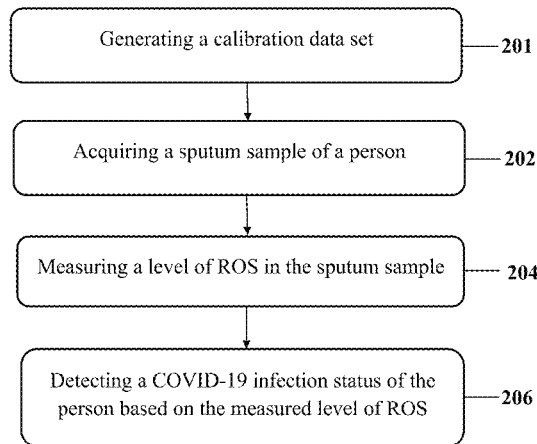 Generating a calibration data set
201
Acquiring a sputum sample of a person
202
Measuring a level of ROS in the sputum sample
204
Detecting a COVID-19 infection status of the
person based on the measured level of ROS
206